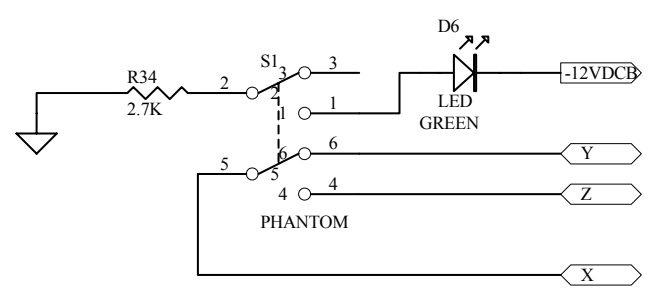 D6
S1
3
3
-12VDCB
R34
2
2
2.7K
1
1
LED
GREEN
6
6
Y
5
5
4
4
Z
PHANTOM
X